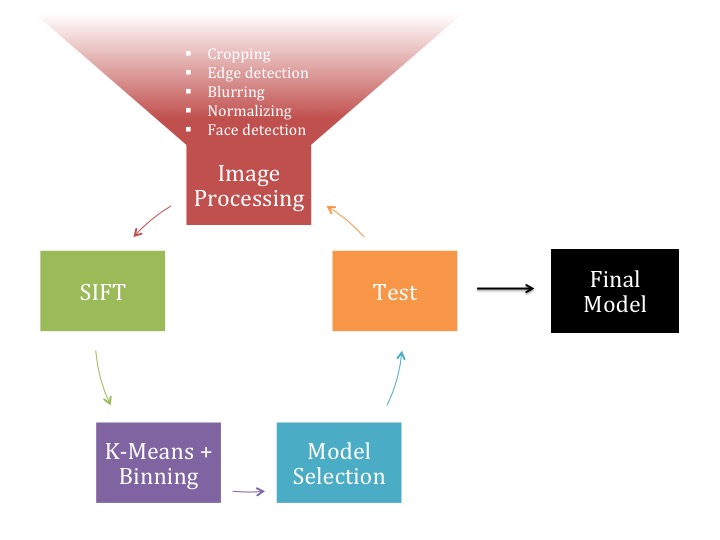 ▪ Cropping
▪ Edge detection
▪ Blurring
▪ Normalizing
▪ Face detection
Image
Processing
SIFT
Test
Final
Model
K-Means +
Binning
Model
Selection